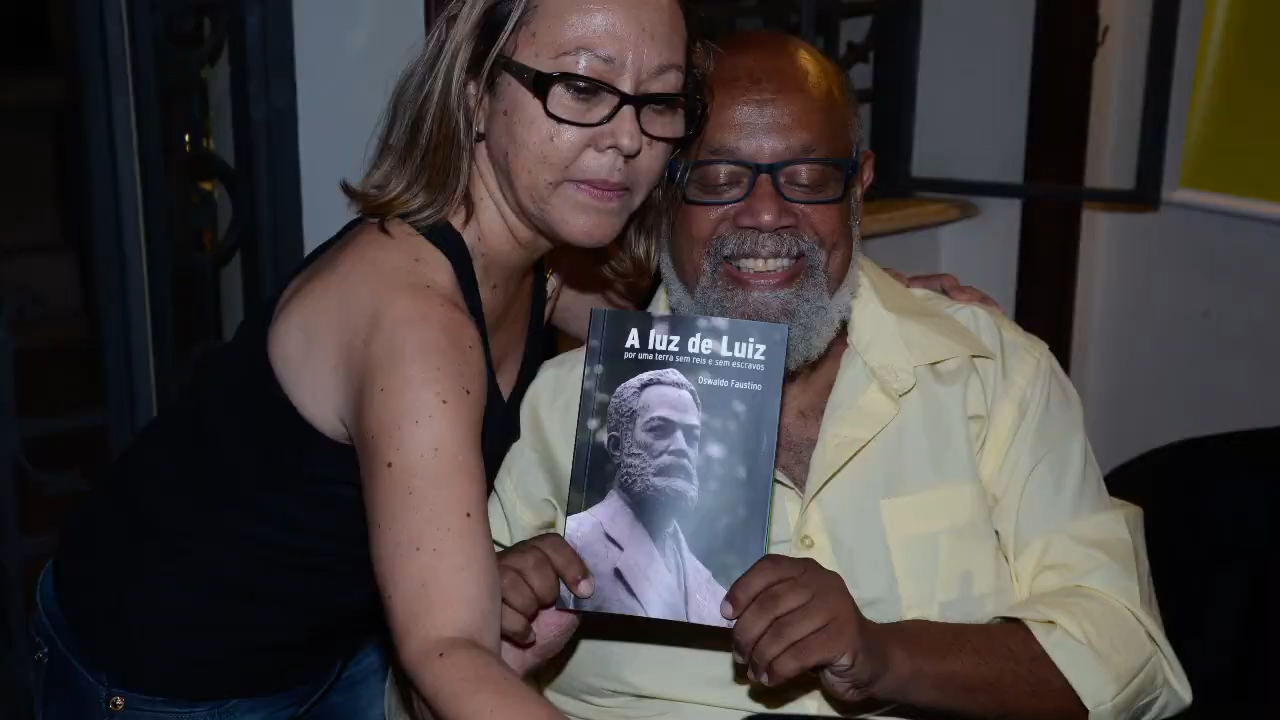 A luz de Luiz
por uma terra sem reis e sem escravos
Oswaldo Faustino